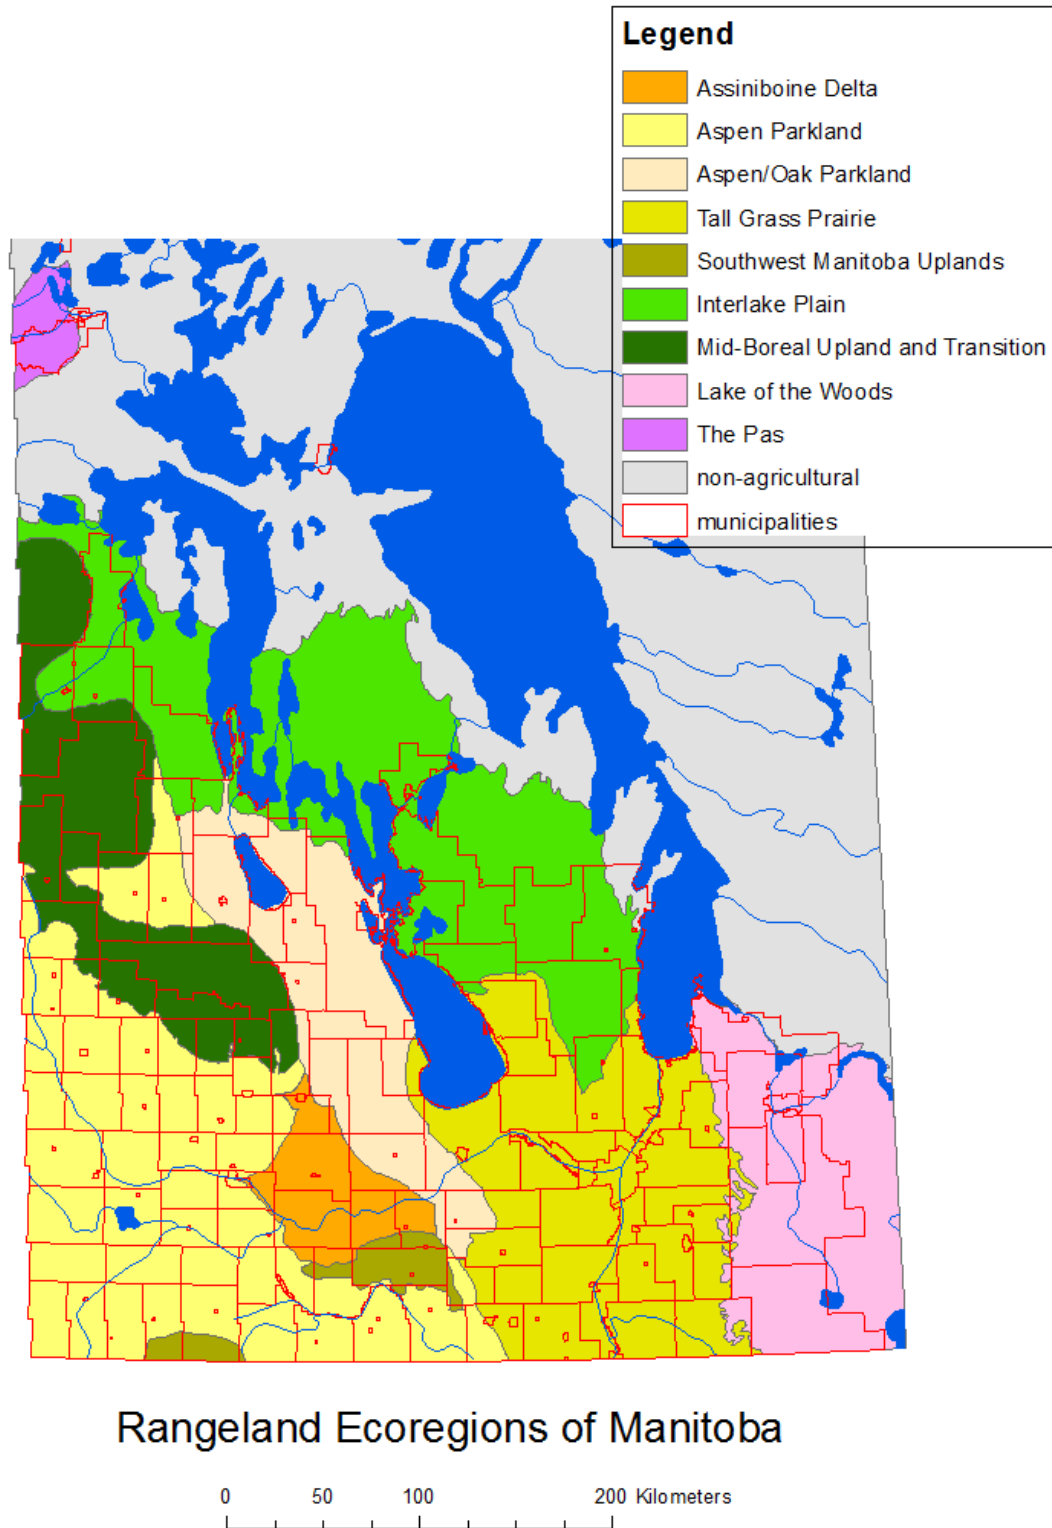 Legend
Assiniboine Delta
Aspen Parkland
Aspen/Oak Parkland
Tall Grass Prairie
Southwest Manitoba Uplands
Interlake Plain
Mid-Boreal Upland and Transition
Lake of the Woods
The Pas
non-agricultural
municipalities
Rangeland Ecoregions of Manitoba
0 50 100 200 Kilometers